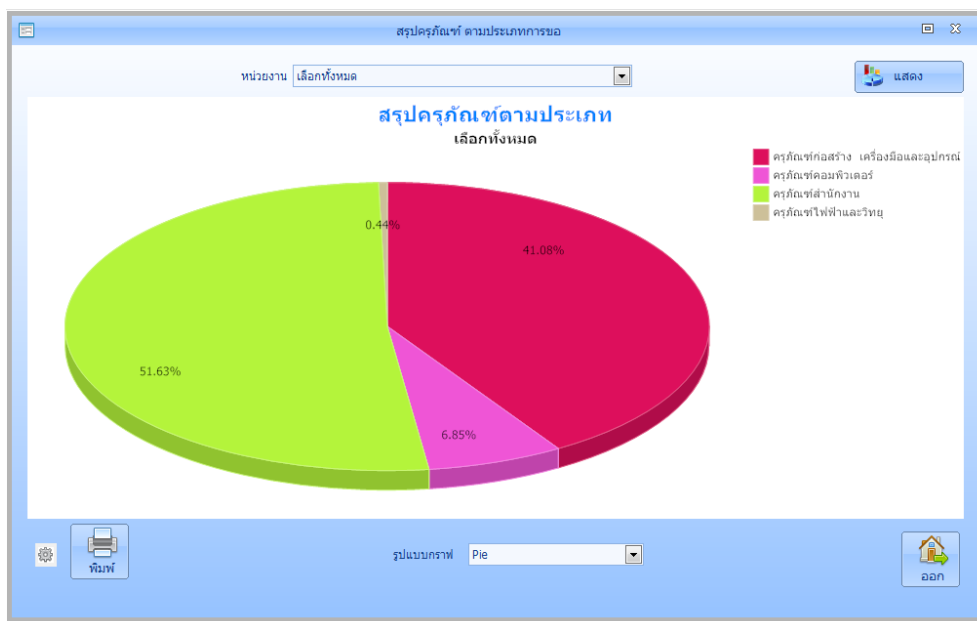 สรุปครุภัณฑ์ ตามประเภทการขอ
หน่วยงาน เลือกทั้งหมด
แสดง
สรุปครุภัณฑ์ตามประเภท
เลือกทั้งหมด
ครุภัณฑ์ก่อสร้าง เครื่องมือและอุปกรณ์
ครุภัณฑ์คอมพิวเตอร์
ครุภัณฑ์สำนักงาน
ครุภัณฑ์ไฟฟ้าและวิทยุ
0.44%
41.08%
51.63%
6.85%
พิมพ์
รูปแบบกราฟ Pie
ออก